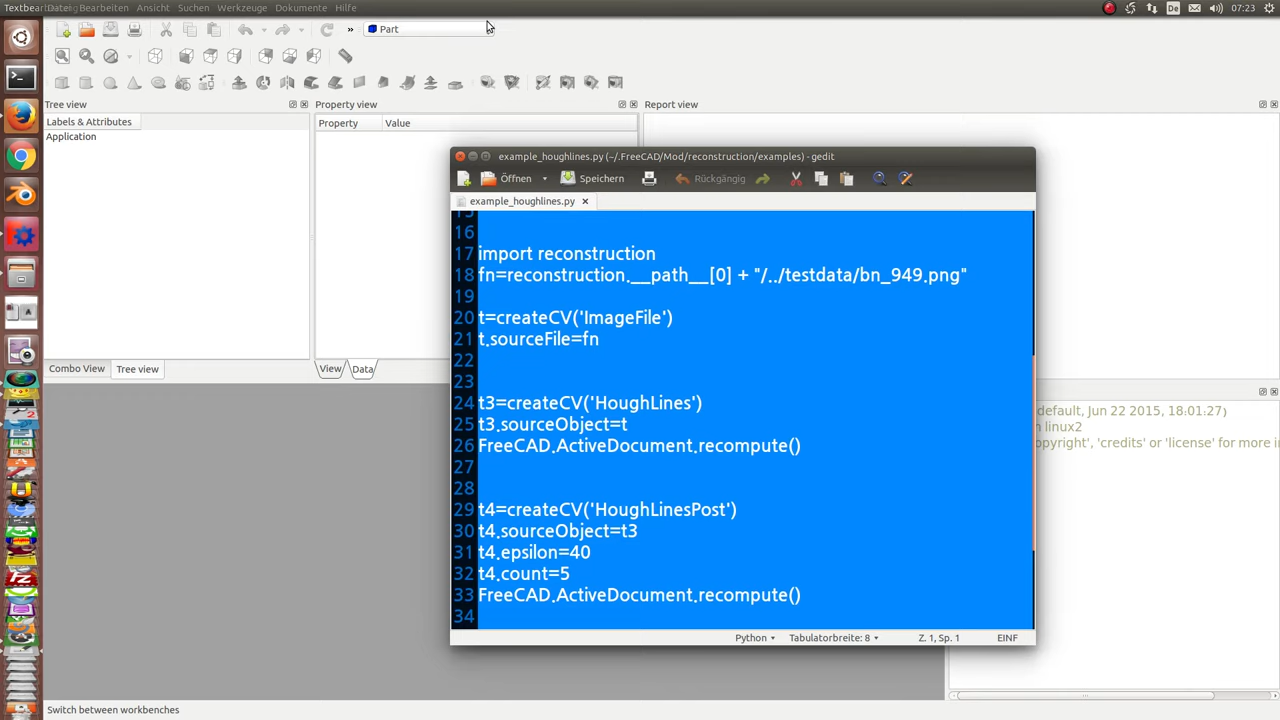 Textbearbeitung
Datei Bearbeiten Ansicht Suchen Werkzeuge Dokumente Hilfe
De
07:23
»
Part
Tree view
Property view
Report view
Labels & Attributes
Property Value
Application
example_houghlines.py (~/.FreeCAD/Mod/reconstruction/examples) - gedit
Öffnen
Speichern
Rückgängig
example_houghlines.py
15
16
17 import reconstruction
18 fn=reconstruction.__path__[0] + "/../testdata/bn_949.png"
19
20 t=createCV('ImageFile')
21 t.sourceFile=fn
22
23
24 t3=createCV('HoughLines')
25 t3.sourceObject=t
26 FreeCAD.ActiveDocument.recompute()
27
28
29 t4=createCV('HoughLinesPost')
30 t4.sourceObject=t3
31 t4.epsilon=40
32 t4.count=5
33 FreeCAD.ActiveDocument.recompute()
34
Python
Tabulatorbreite: 8
Z. 1, Sp. 1
EINF
Combo View
Tree view
View
Data
default, Jun 22 2015, 18:01:27)
linux2
'credits' or 'license' for more
Switch between workbenches